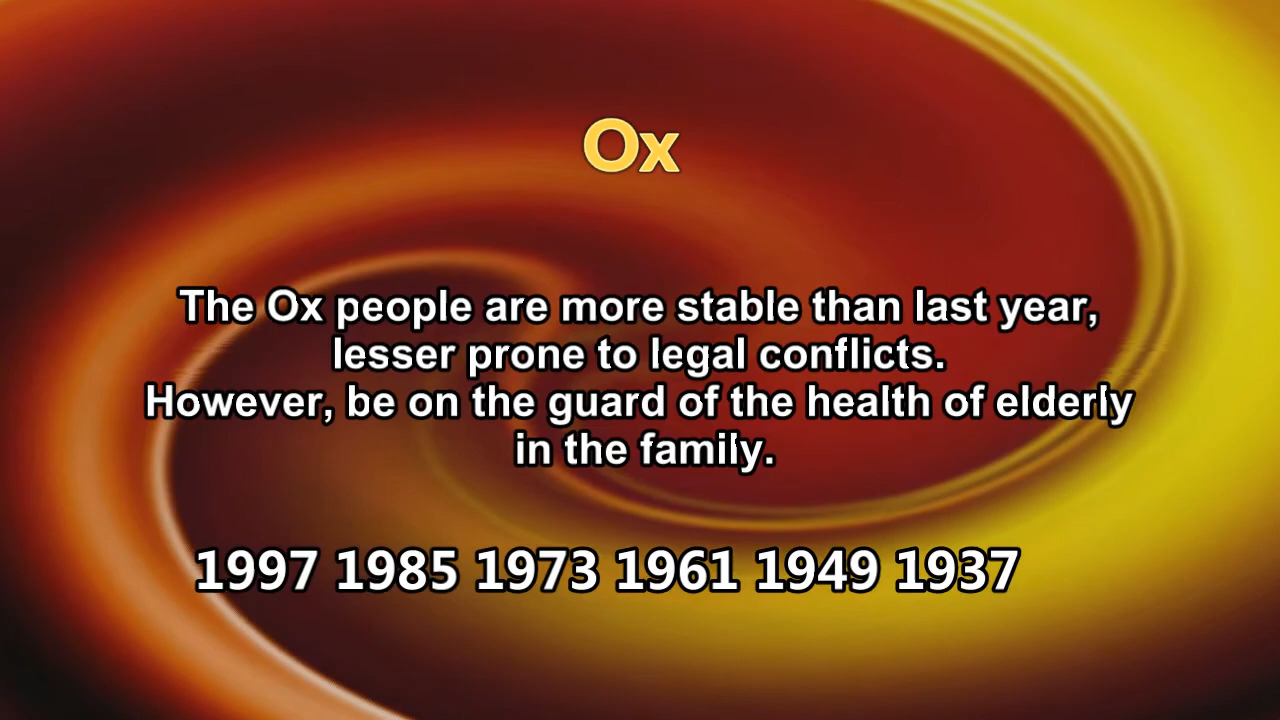 Ox
The Ox people are more stable than last year,
lesser prone to legal conflicts.
However, be on the guard of the health of elderly
in the family.
1997 1985 1973 1961 1949 1937